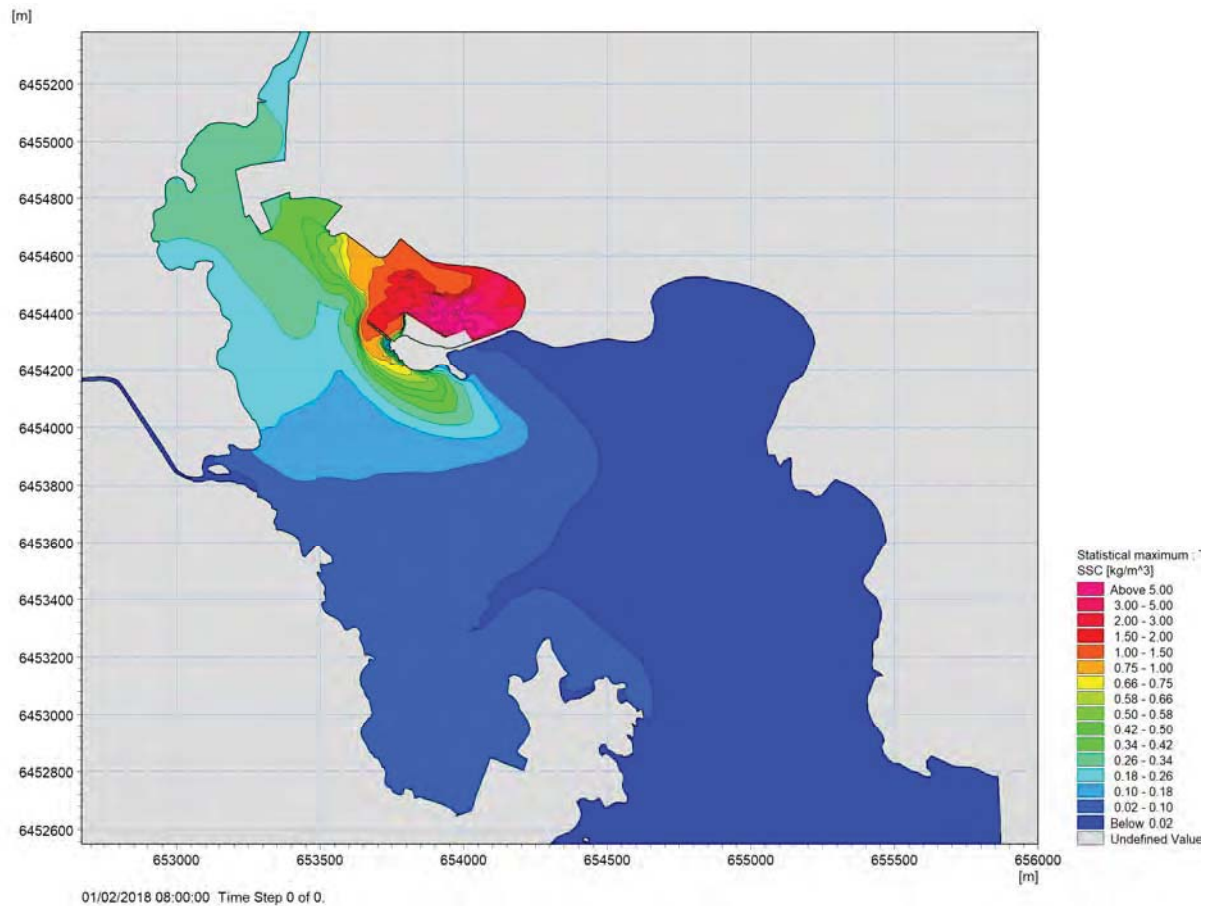 [m]
6455200
6455000
6454800
6454600
6454400
6454200
6454000
6453800
6453600
6453400
6453200
6453000
6452800
6452600
653000 653500 654000 654500 655000 655500 656000
[m]
01/02/2018 08:00:00 Time Step 0 of 0.
Statistical maximum :
SSC [kg/m^3]
Above 5.00
3.00 - 5.00
2.00 - 3.00
1.50 - 2.00
1.00 - 1.50
0.75 - 1.00
0.66 - 0.75
0.58 - 0.66
0.50 - 0.58
0.42 - 0.50
0.34 - 0.42
0.26 - 0.34
0.18 - 0.26
0.10 - 0.18
0.02 - 0.10
Below 0.02
Undefined Value